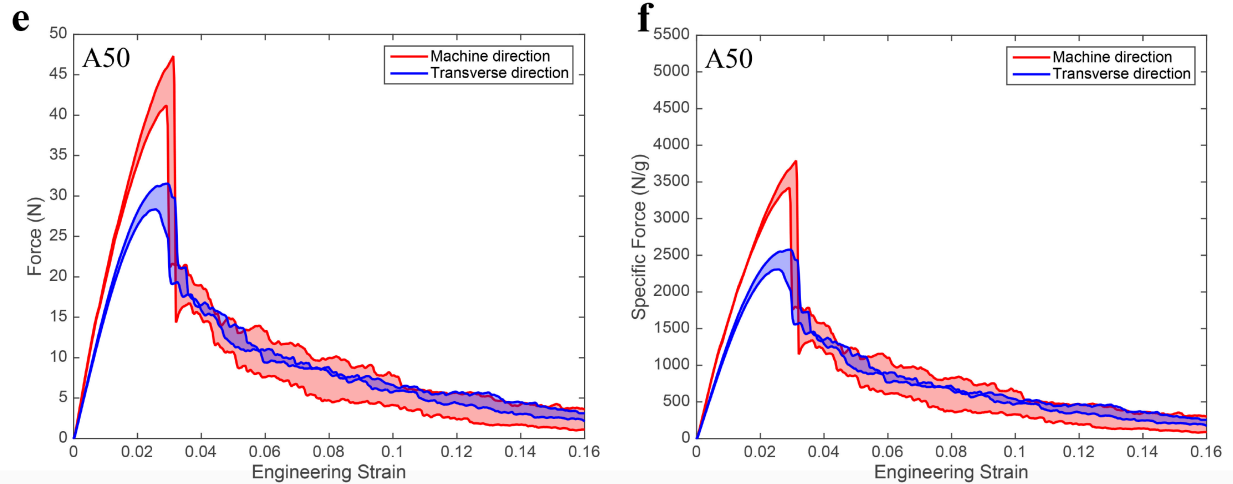 e
A50
Machine direction
Transverse direction
50
45
40
35
30
25
20
15
10
5
0
Force (N)
0 0.02 0.04 0.06 0.08 0.1 0.12 0.14 0.16
Engineering Strain
f
A50
Machine direction
Transverse direction
5500
5000
4500
4000
3500
3000
2500
2000
1500
1000
500
0
Specific Force (N/g)
0 0.02 0.04 0.06 0.08 0.1 0.12 0.14 0.16
Engineering Strain